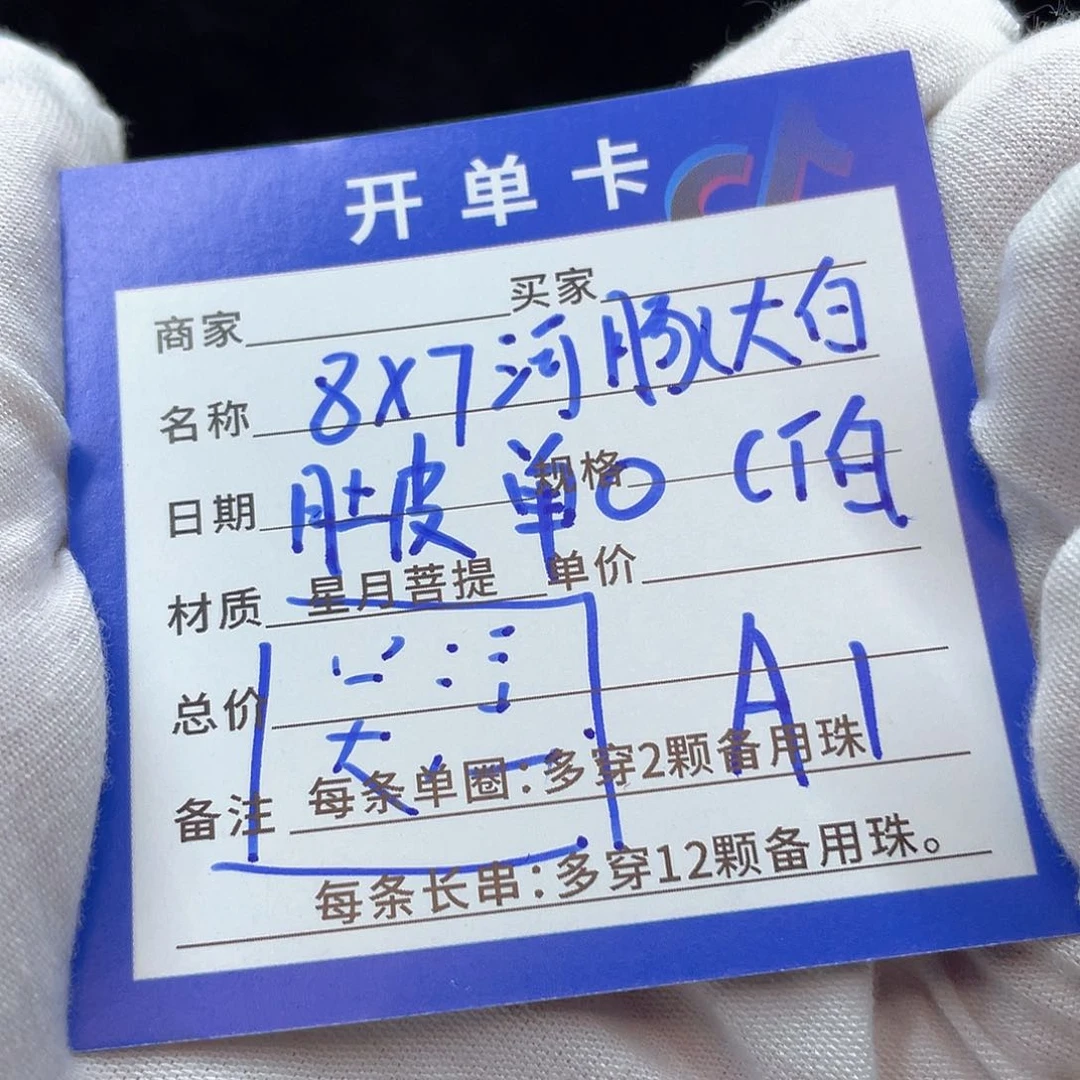 开单卡
商家 买家
名称 8X7河豚大白
日期 规格
肚皮单O
材质 星月菩提 单价
总价
A1
备注 每条单圈:多穿2颗备用珠
每条长串:多穿12颗备用珠。